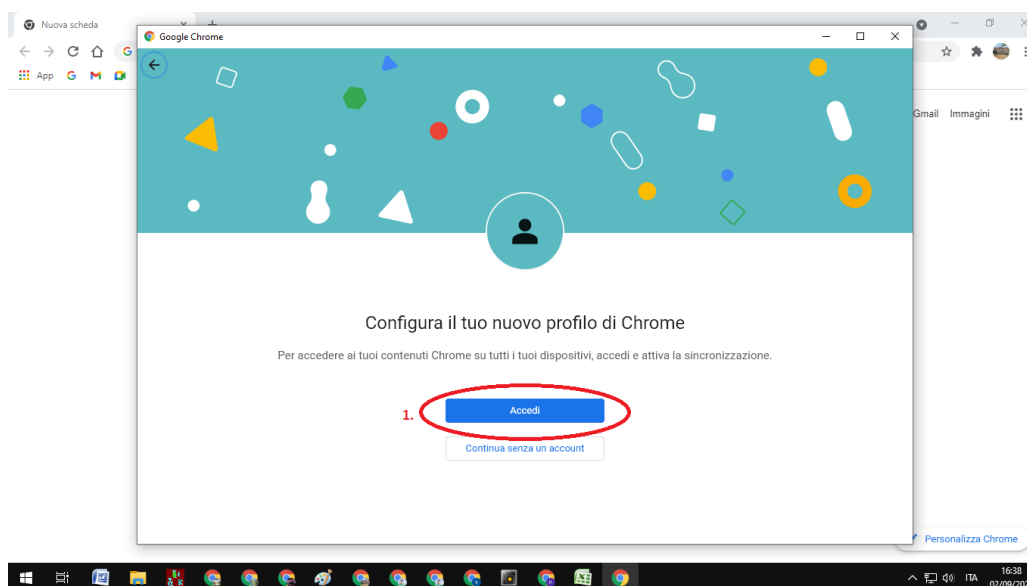 Nuova scheda
Google Chrome
App
Gmail Immagini
Configura il tuo nuovo profilo di Chrome
Per accedere ai tuoi contenuti Chrome su tutti i tuoi dispositivi, accedi e attiva la sincronizzazione.
1.
Accedi
Continua senza un account
Personalizza Chrome
ITA
16:38